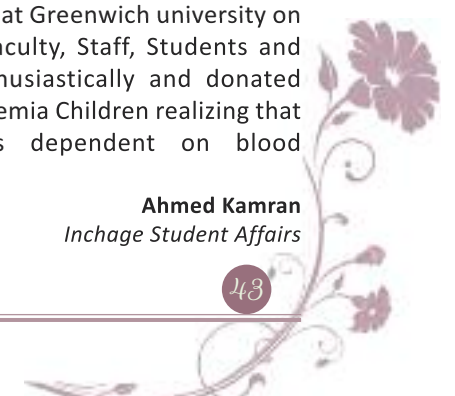 at Greenwich university on
aculty, Staff, Students and
husiastically and donated
emia Children realizing that
s dependent on blood
Ahmed Kamran
Inchage Student Affairs
43